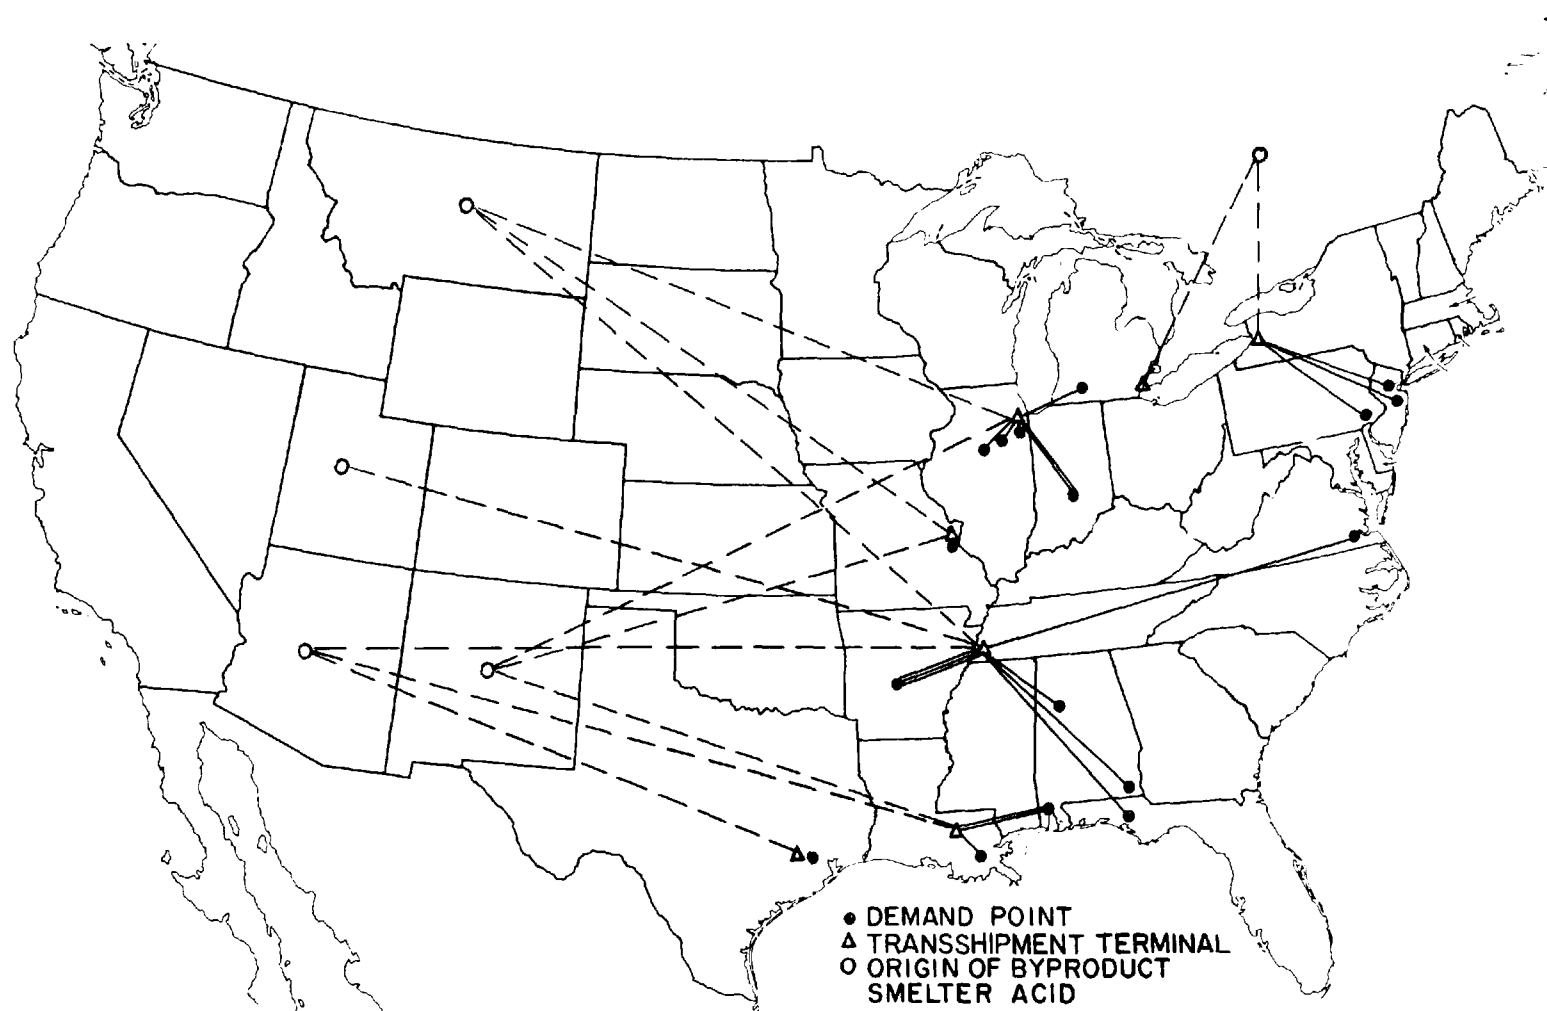 DEMAND POINT
TRANSSHIPMENT TERMINAL
ORIGIN OF BYPRODUCT
SMELTER ACID